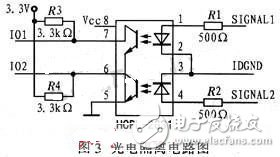 3.3V
R3
3.3kΩ
Vcc
8
1
R1
SIGNAL1
IO1
7
500Ω
2
IO2
6
3
IDGND
R4
3.3kΩ
5
4
R2
SIGNAL2
500Ω
图3 光电隔离电路图